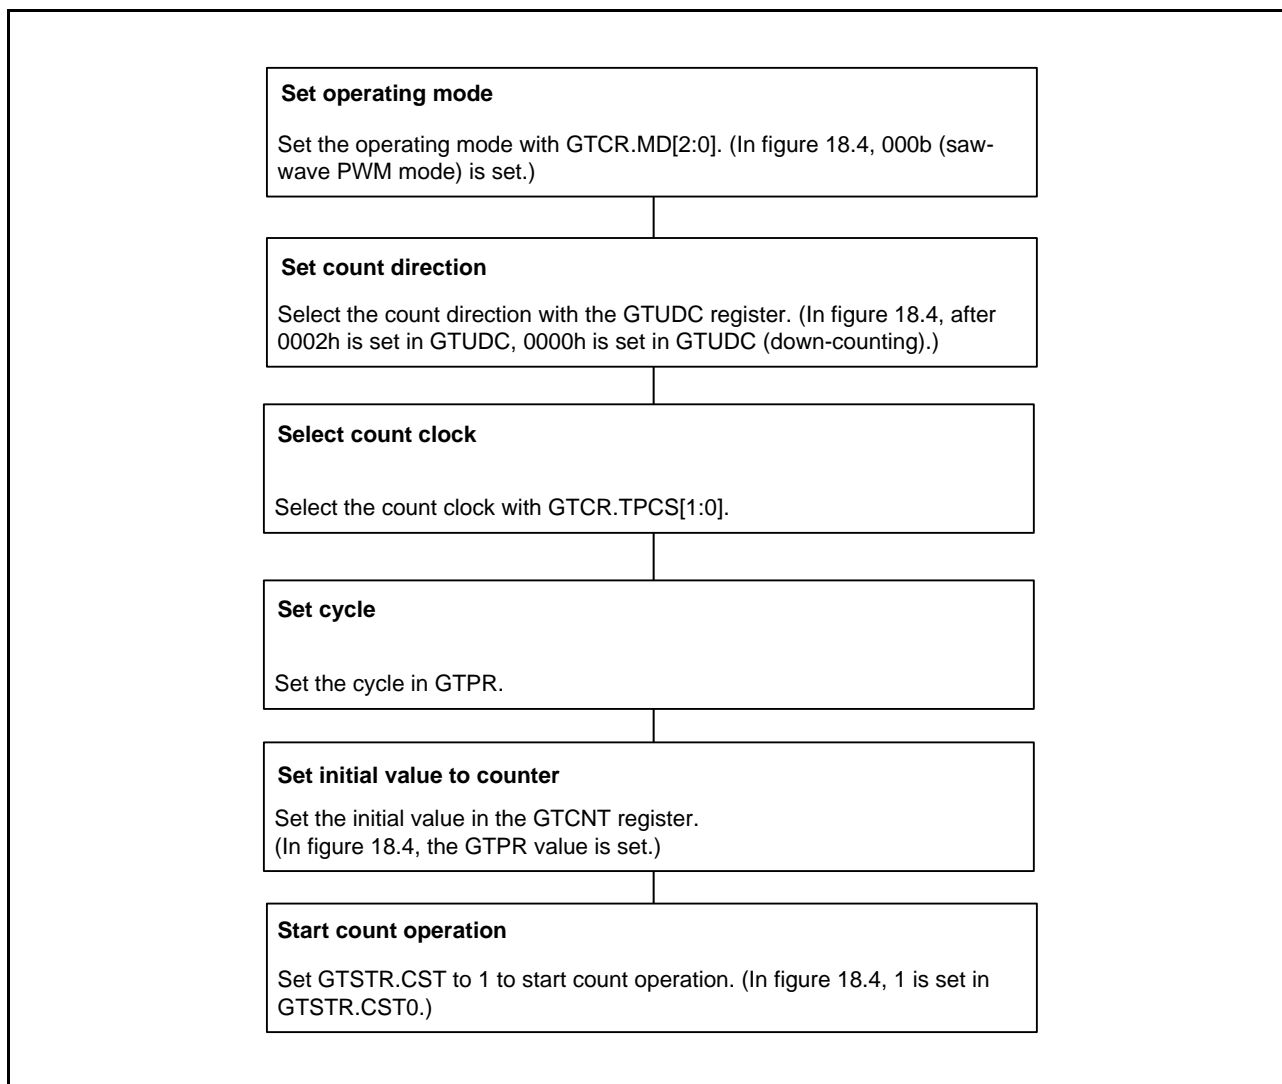 Set operating mode
Set the operating mode with GTCR.MD[2:0]. (In figure 18.4, 000b (saw-
wave PWM mode) is set.)
Set count direction
Select the count direction with the GTUDC register. (In figure 18.4, after
0002h is set in GTUDC, 0000h is set in GTUDC (down-counting).)
Select count clock
Select the count clock with GTCR.TPCS[1:0].
Set cycle
Set the cycle in GTPR.
Set initial value to counter
Set the initial value in the GTCNT register.
(In figure 18.4, the GTPR value is set.)
Start count operation
Set GTSTR.CST to 1 to start count operation. (In figure 18.4, 1 is set in
GTSTR.CST0.)